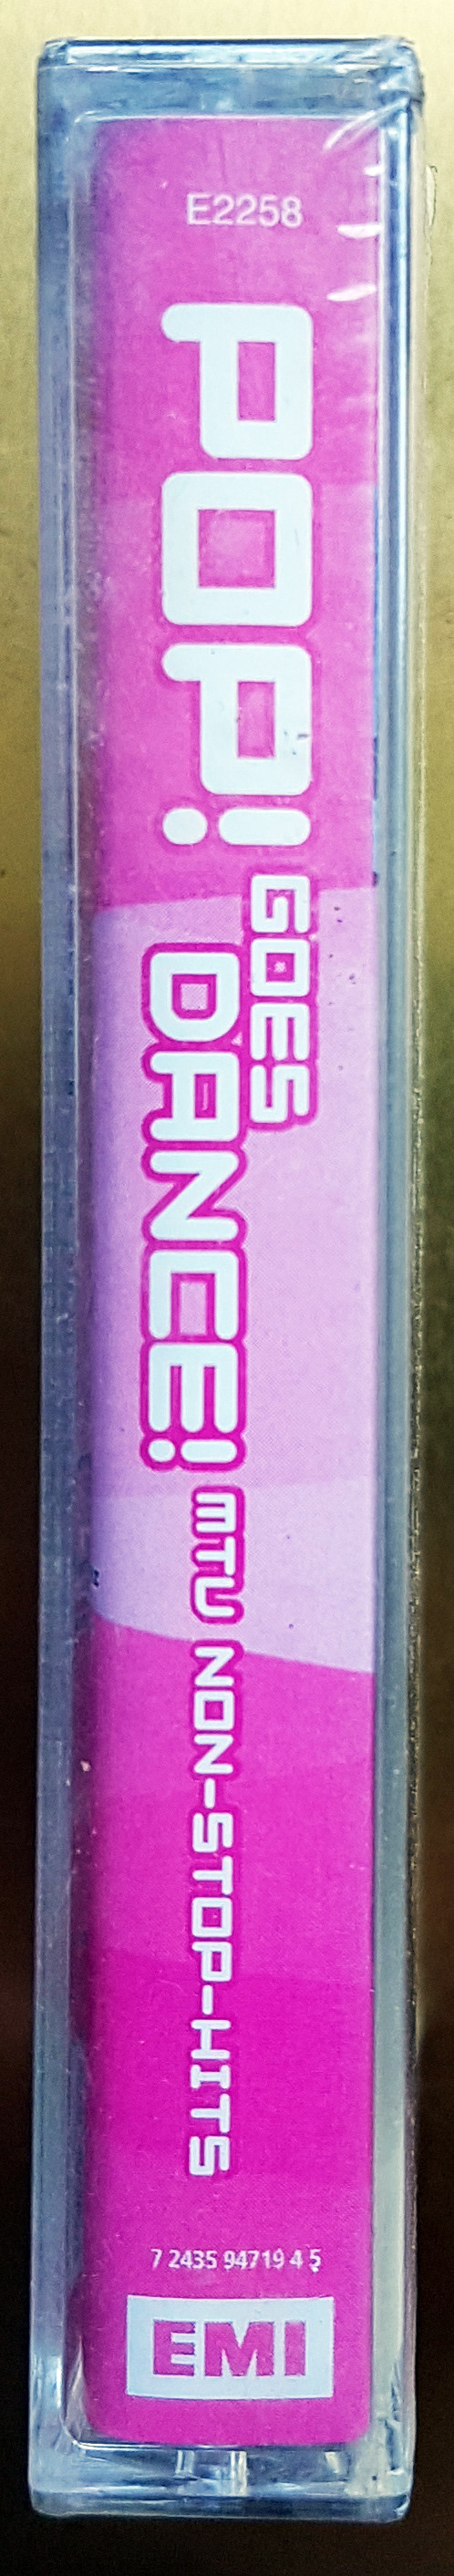 E2258
POP!
GOES
DANCE!
MTV NON-STOP-HITS
7 2435 94719 4 5
EMI